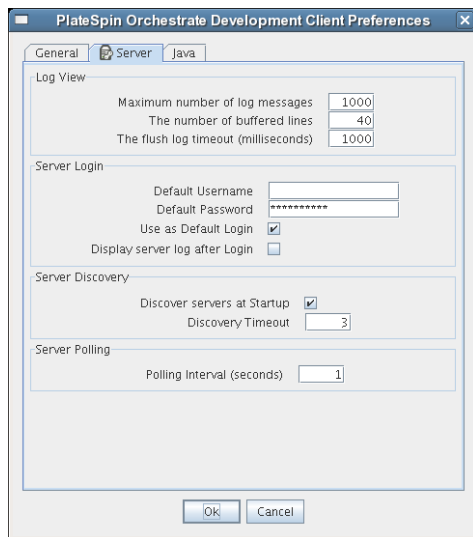 PlateSpin Orchestrate Development Client Preferences
General Server Java
Log View
Maximum number of log messages 1000
The number of buffered lines 40
The flush log timeout (milliseconds) 1000
Server Login
Default Username
Default Password **********
Use as Default Login
Display server log after Login
Server Discovery
Discover servers at Startup
Discovery Timeout 3
Server Polling
Polling Interval (seconds) 1
Ok Cancel